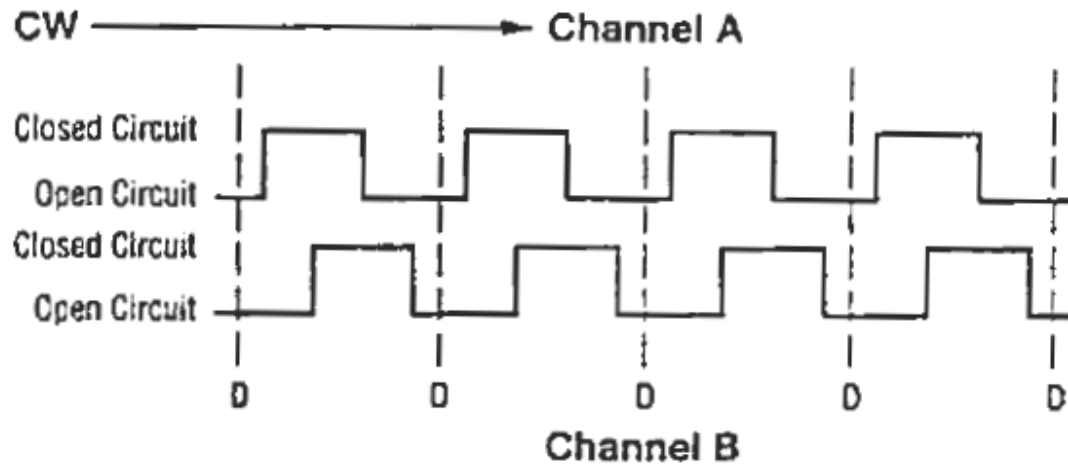 CW Channel A
Closed Circuit
Open Circuit
Closed Circuit
Open Circuit
D D D D D
Channel B